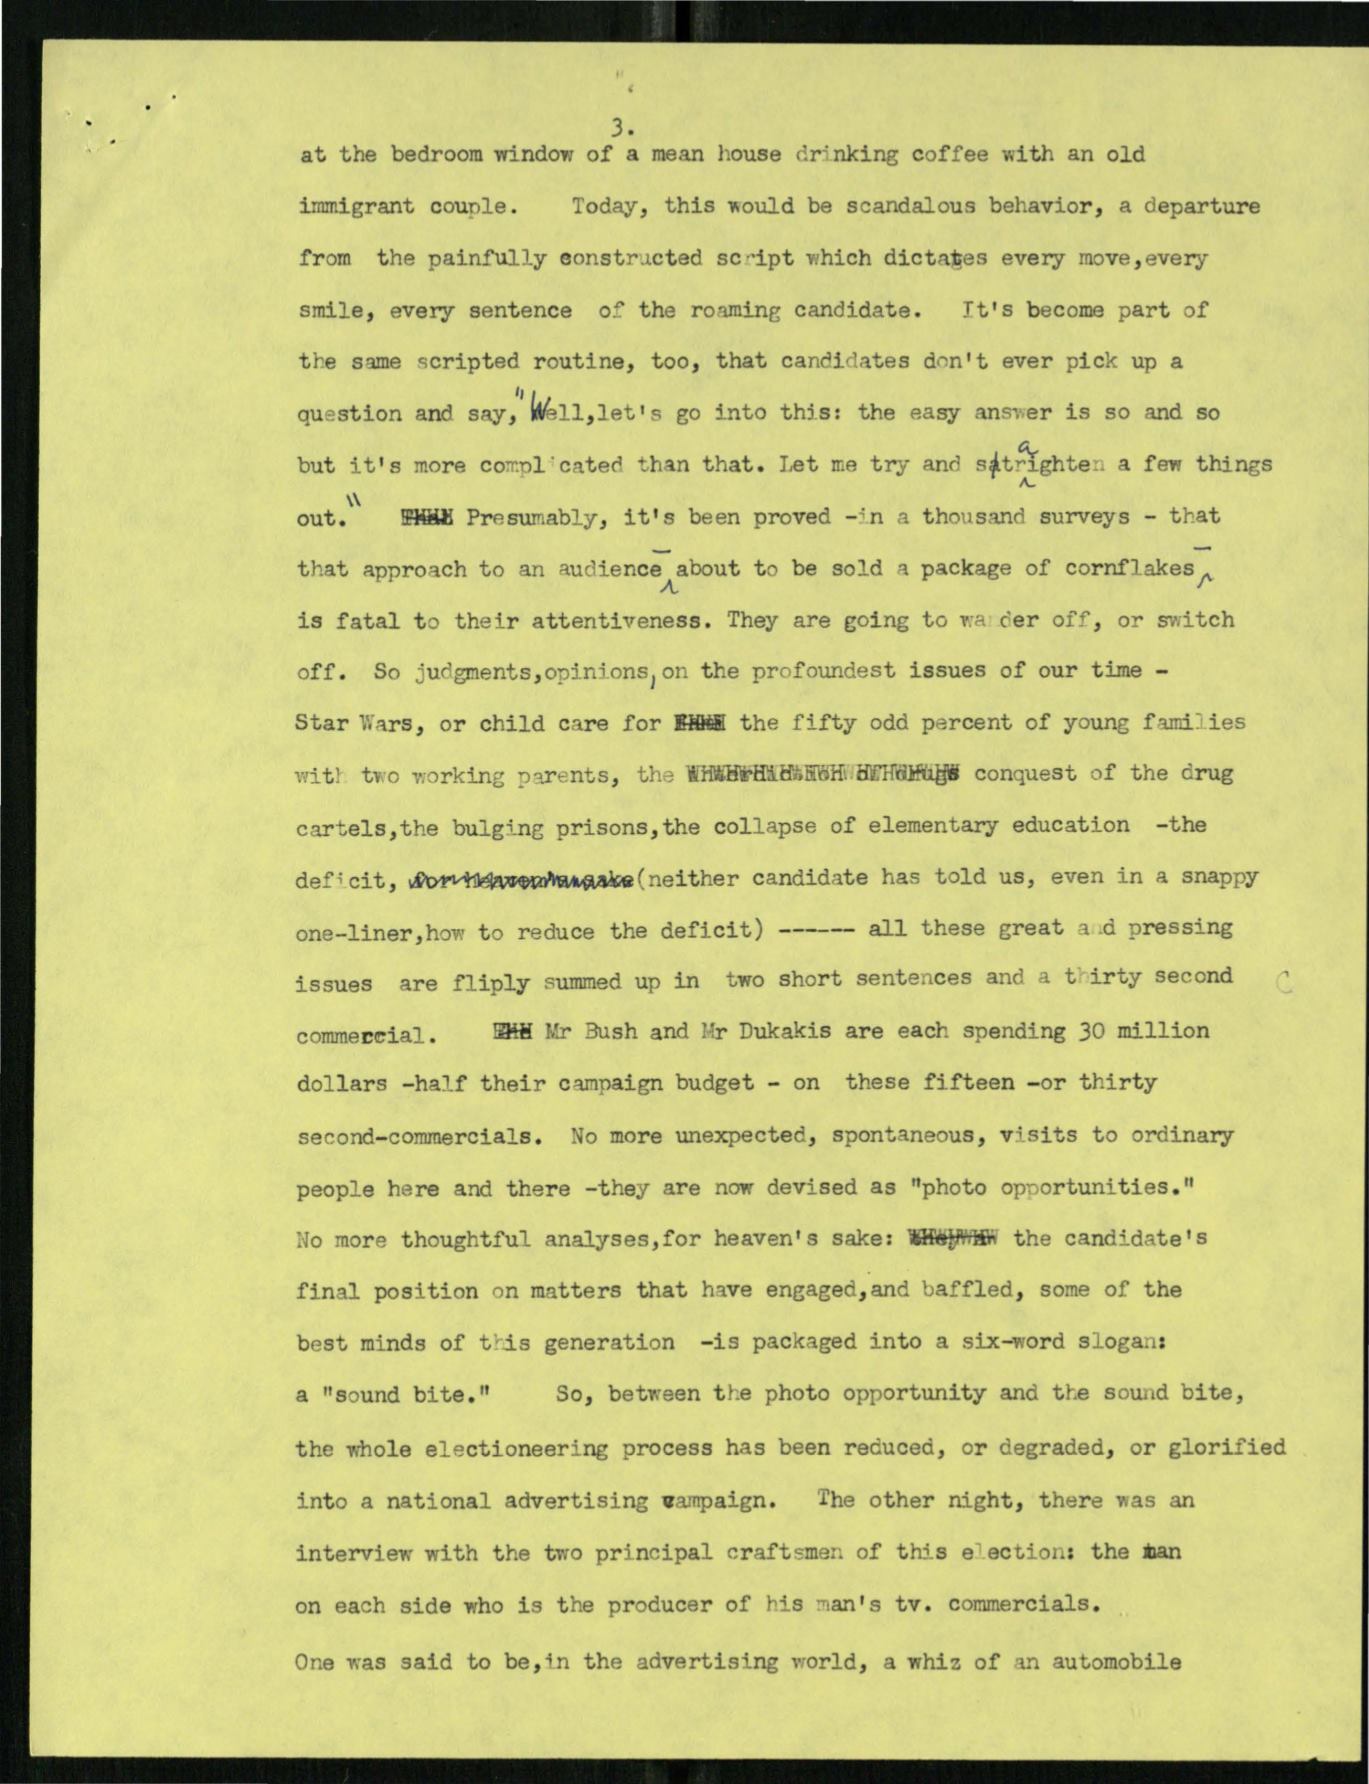 3.
at the bedroom window of a mean house drinking coffee with an old
immigrant couple. Today, this would be scandalous behavior, a departure
from the painfully constructed script which dictates every move,every
smile, every sentence of the roaming candidate. It's become part of
the same scripted routine, too, that candidates don't ever pick up a
question and say,"Well,let's go into this: the easy answer is so and so
but it's more complicated than that. Let me try and straighten a few things
out." Presumably, it's been proved -in a thousand surveys - that
that approach to an audience - about to be sold a package of cornflakes -
is fatal to their attentiveness. They are going to wander off, or switch
off. So judgments,opinions, on the profoundest issues of our time -
Star Wars, or child care for the fifty odd percent of young families
with two working parents, the conquest of the drug
cartels,the bulging prisons,the collapse of elementary education -the
deficit, for heaven's sake (neither candidate has told us, even in a snappy
one-liner,how to reduce the deficit) ------ all these great and pressing
issues are fliply summed up in two short sentences and a thirty second
commercial. Mr Bush and Mr Dukakis are each spending 30 million
dollars -half their campaign budget - on these fifteen -or thirty
second-commercials. No more unexpected, spontaneous, visits to ordinary
people here and there -they are now devised as "photo opportunities."
No more thoughtful analyses,for heaven's sake: the candidate's
final position on matters that have engaged,and baffled, some of the
best minds of this generation -is packaged into a six-word slogan:
a "sound bite." So, between the photo opportunity and the sound bite,
the whole electioneering process has been reduced, or degraded, or glorified
into a national advertising campaign. The other night, there was an
interview with the two principal craftsmen of this election: the man
on each side who is the producer of his man's tv. commercials.
One was said to be,in the advertising world, a whiz of an automobile